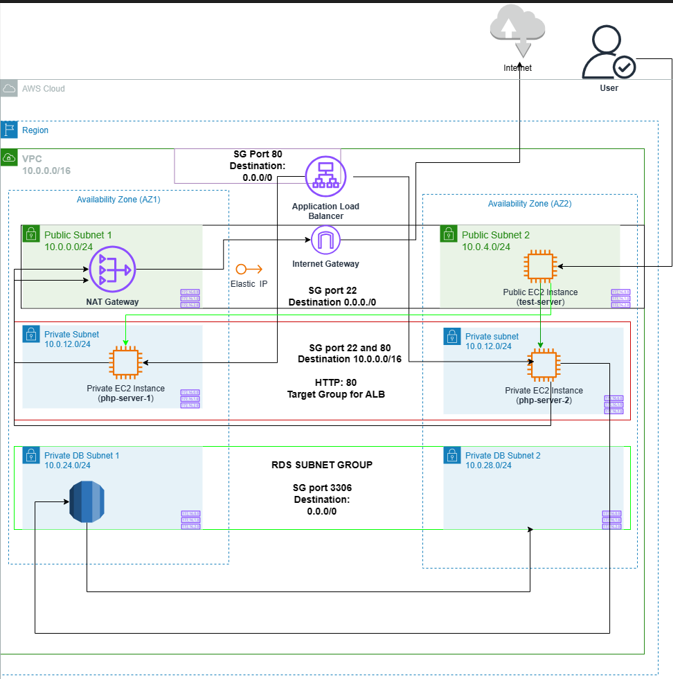 Internet
User
AWS Cloud
Region
VPC
10.0.0.0/16
SG Port 80
Destination:
0.0.0/0
Application Load
Balancer
Availability Zone (AZ1)
Availability Zone (AZ2)
Public Subnet 1
10.0.0.0/24
NAT Gateway
Internet Gateway
Elastic IP
SG port 22
Destination 0.0.0./0
Public Subnet 2
10.0.4.0/24
Public EC2 Instance
(test-server)
Private Subnet
10.0.12.0/24
Private EC2 Instance
(php-server-1)
SG port 22 and 80
Destination 10.0.0.0/16
HTTP: 80
Target Group for ALB
Private subnet
10.0.12.0/24
Private EC2 Instance
(php-server-2)
Private DB Subnet 1
10.0.24.0/24
RDS SUBNET GROUP
SG port 3306
Destination:
0.0.0/0
Private DB Subnet 2
10.0.28.0/24